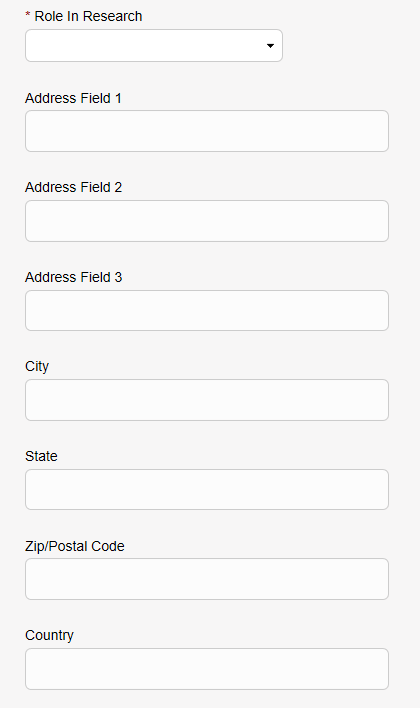 * Role In Research
Address Field 1
Address Field 2
Address Field 3
City
State
Zip/Postal Code
Country